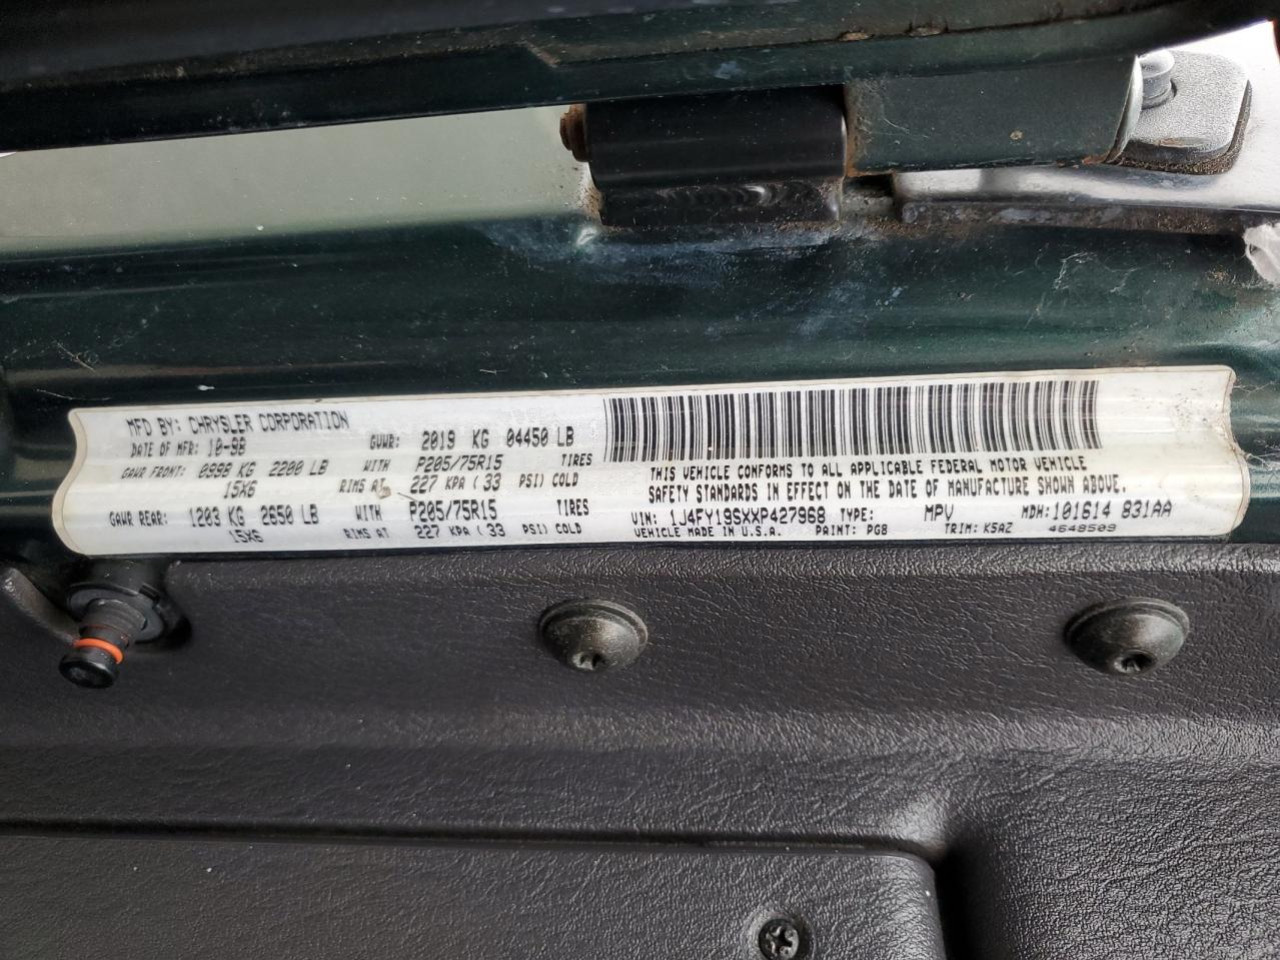 MFD BY: CHRYSLER CORPORATION
DATE OF MFR: 10-98 GVWR: 2019 KG 04450 LB
GAWR FRONT: 0998 KG 2200 LB WITH P205/75R15 TIRES
15X6 RIMS AT 227 KPA ( 33 PSI) COLD
GAWR REAR: 1203 KG 2650 LB WITH P205/75R15 TIRES
15X6 RIMS AT 227 KPA ( 33 PSI) COLD
THIS VEHICLE CONFORMS TO ALL APPLICABLE FEDERAL MOTOR VEHICLE
SAFETY STANDARDS IN EFFECT ON THE DATE OF MANUFACTURE SHOWN ABOVE.
VIN: 1J4FY19SXXP427968 TYPE: MPV MDH: 101614 831AA
VEHICLE MADE IN U.S.A. PAINT: PGB TRIM: K5AZ 4648509